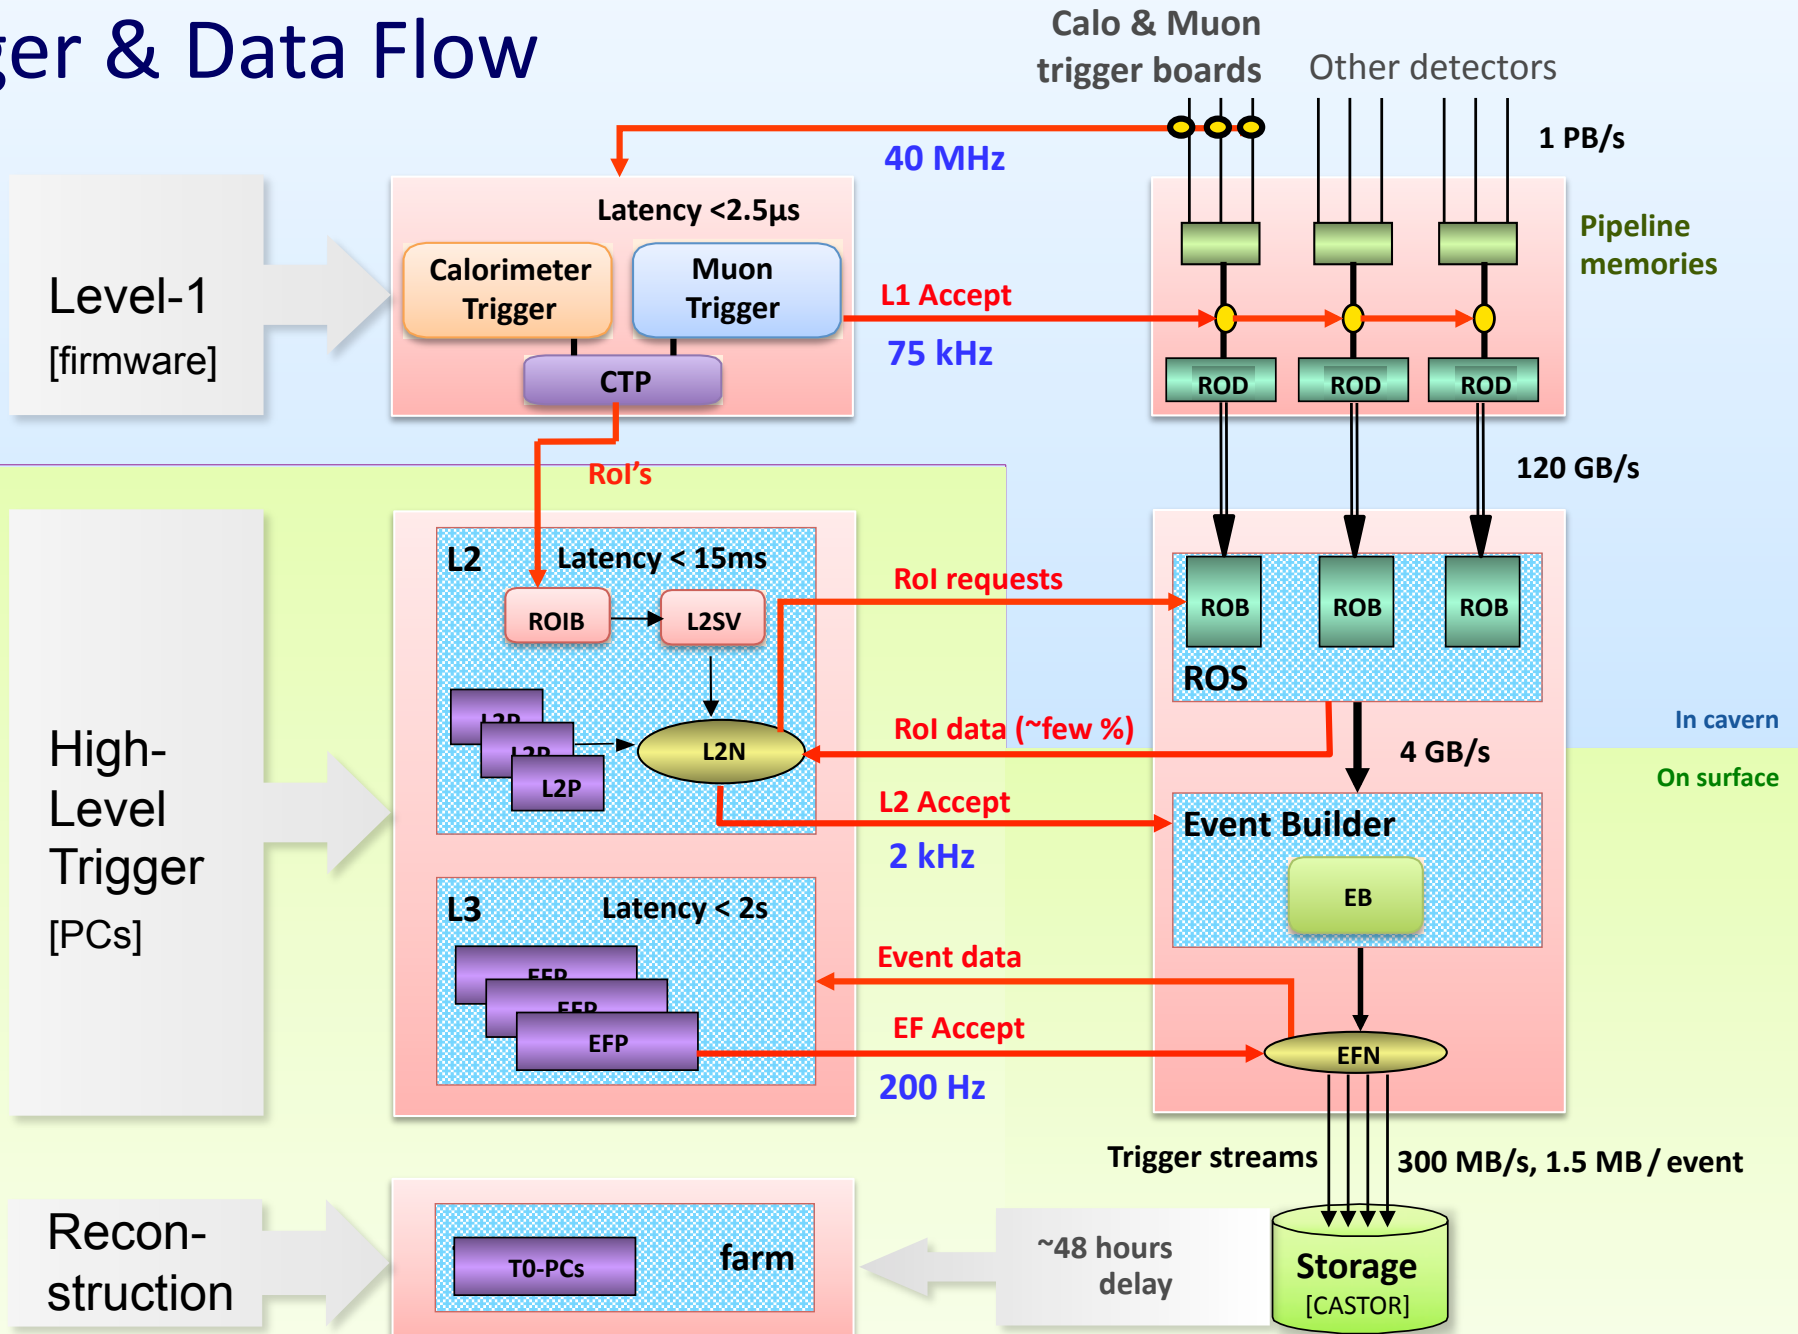 ger & Data Flow
Calo & Muon
trigger boards
Other detectors
1 PB/s
40 MHz
Level-1
[firmware]
Latency <2.5µs
Calorimeter
Trigger
Muon
Trigger
CTP
L1 Accept
75 kHz
Pipeline
memories
ROD
ROD
ROD
RoI's
120 GB/s
High-
Level
Trigger
[PCs]
L2
Latency < 15ms
ROIB
L2SV
L2P
L2P
L2P
L2N
RoI requests
ROB
ROB
ROB
ROS
RoI data (~few %)
4 GB/s
In cavern
On surface
L2 Accept
2 kHz
Event Builder
EB
L3
Latency < 2s
EFP
EFP
EFP
Event data
EF Accept
200 Hz
EFN
Trigger streams
300 MB/s, 1.5 MB / event
Recon-
struction
T0-PCs
farm
~48 hours
delay
Storage
[CASTOR]